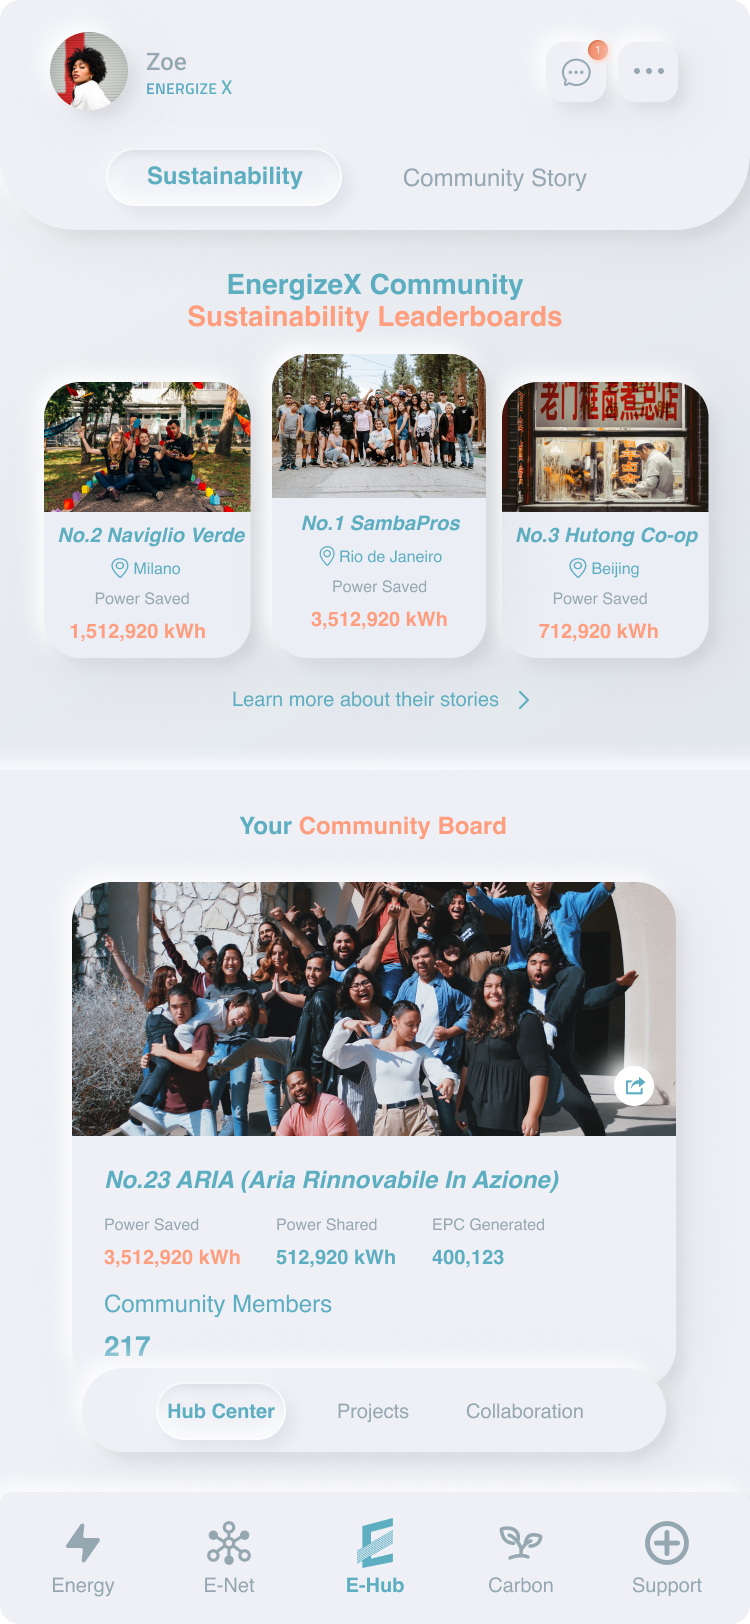 Zoe
ENERGIZE X
1
Sustainability
Community Story
EnergizeX Community
Sustainability Leaderboards
老门框卤煮总店
No.2 Naviglio Verde
Milano
Power Saved
1,512,920 kWh
No.1 SambaPros
Rio de Janeiro
Power Saved
3,512,920 kWh
No.3 Hutong Co-op
Beijing
Power Saved
712,920 kWh
Learn more about their stories
Your Community Board
No.23 ARIA (Aria Rinnovabile In Azione)
Power Saved
Power Shared
EPC Generated
3,512,920 kWh
512,920 kWh
400,123
Community Members
217
Hub Center
Projects
Collaboration
Energy
E-Net
E-Hub
Carbon
Support